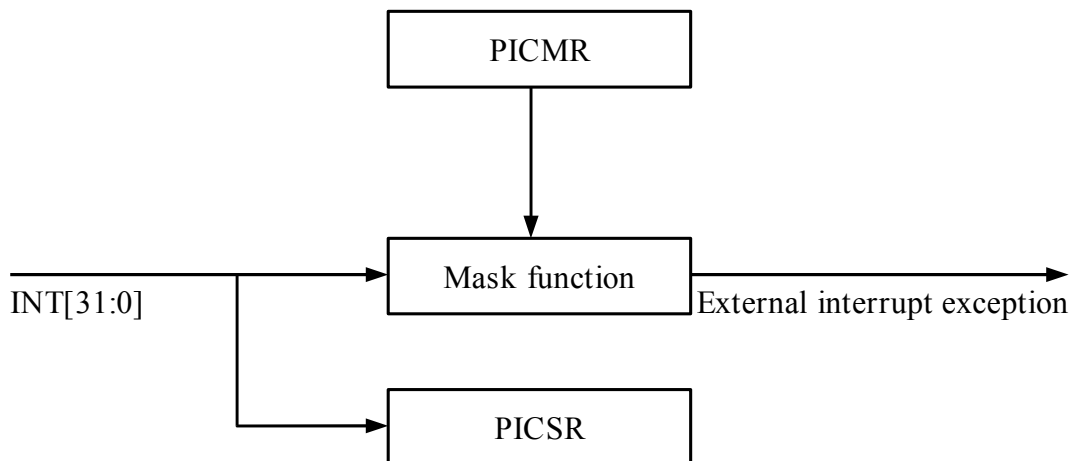 PICMR
Mask function
INT[31:0]
External interrupt exception
PICSR